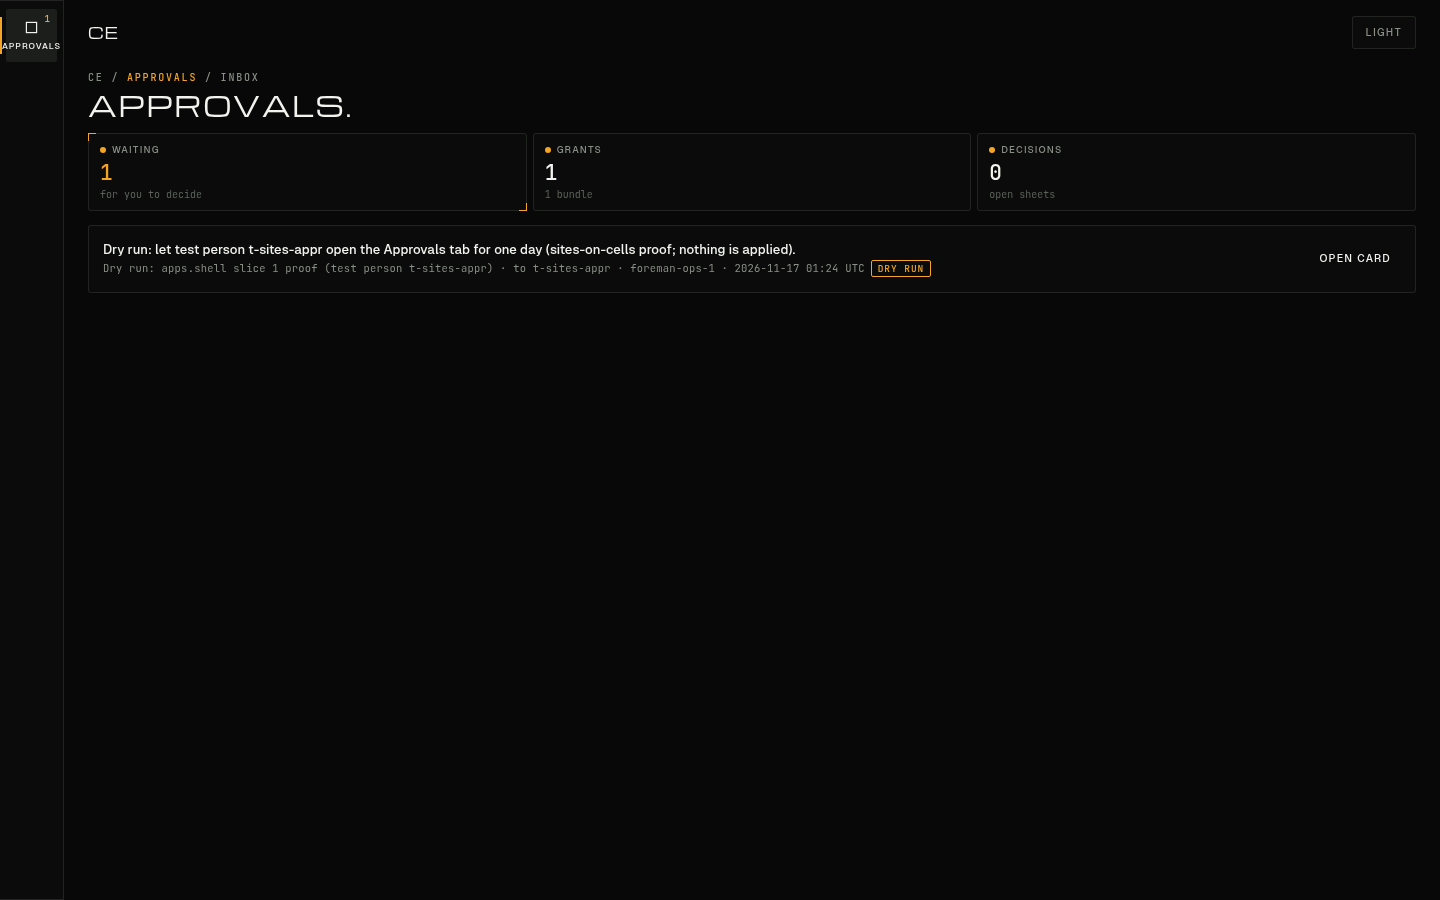 1
APPROVALS
CE
LIGHT
CE / APPROVALS / INBOX
APPROVALS.
WAITING
1
for you to decide
GRANTS
1
1 bundle
DECISIONS
0
open sheets
Dry run: let test person t-sites-appr open the Approvals tab for one day (sites-on-cells proof; nothing is applied).
Dry run: apps.shell slice 1 proof (test person t-sites-appr) · to t-sites-appr · foreman-ops-1 · 2026-11-17 01:24 UTC DRY RUN
OPEN CARD